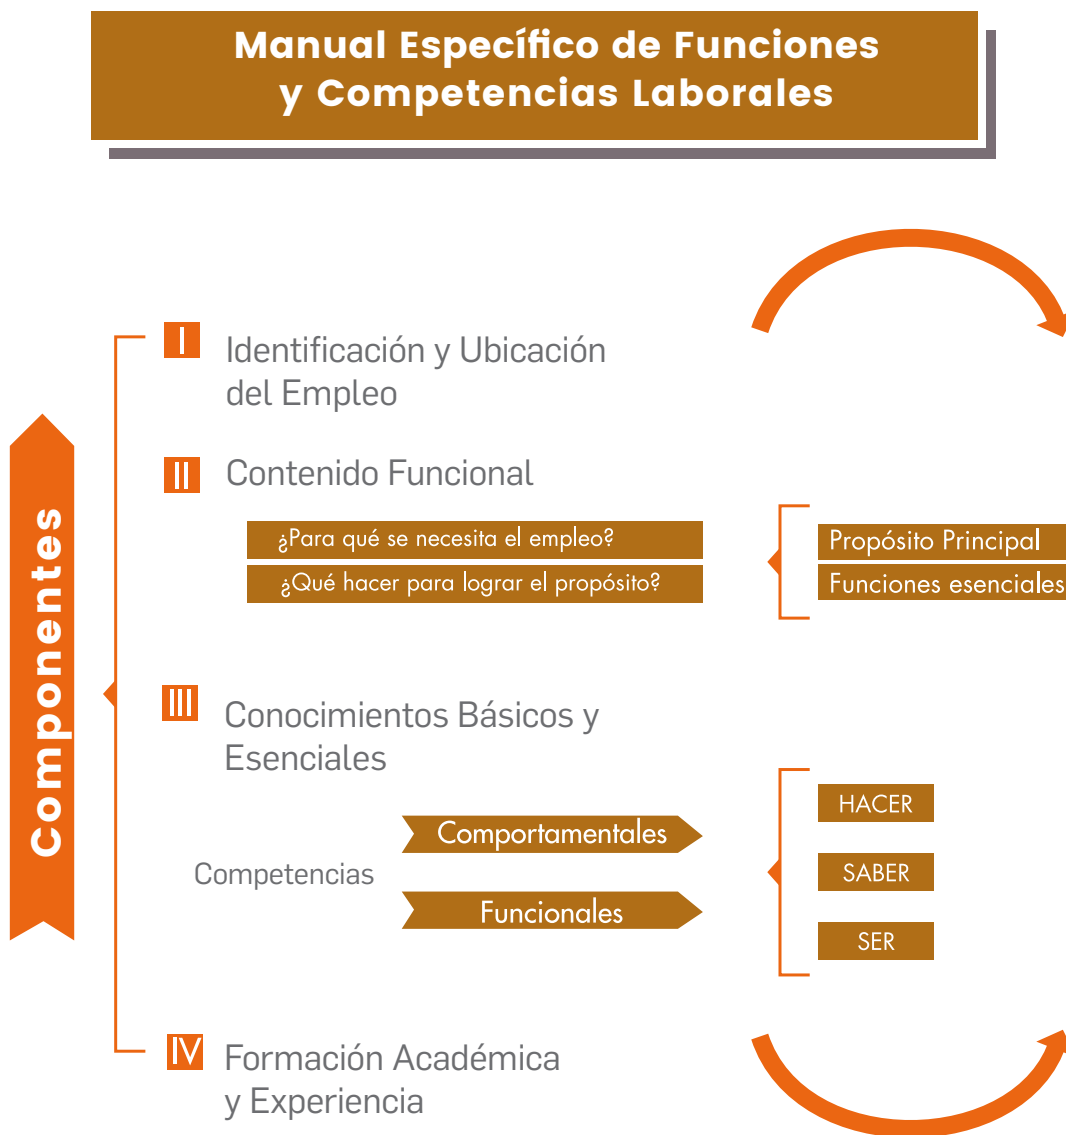 Manual Específico de Funciones
y Competencias Laborales
Componentes
I
Identificación y Ubicación
del Empleo
II
Contenido Funcional
¿Para qué se necesita el empleo?
¿Qué hacer para lograr el propósito?
Propósito Principal
Funciones esenciales
III
Conocimientos Básicos y
Esenciales
Competencias
Comportamentales
Funcionales
HACER
SABER
SER
IV
Formación Académica
y Experiencia